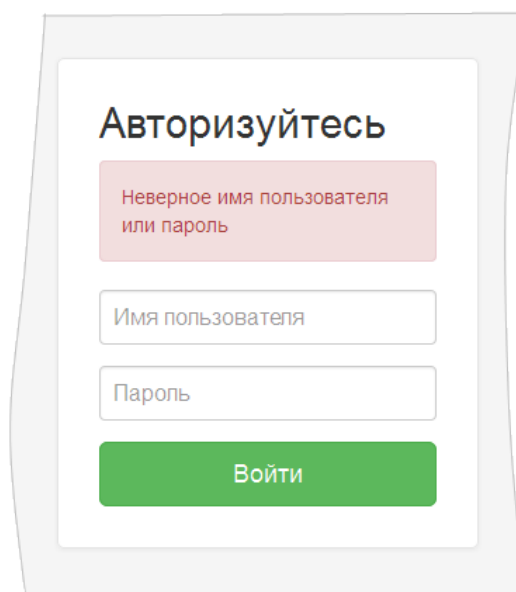 Авторизуйтесь
Неверное имя пользователя
или пароль
Имя пользователя
Пароль
Войти